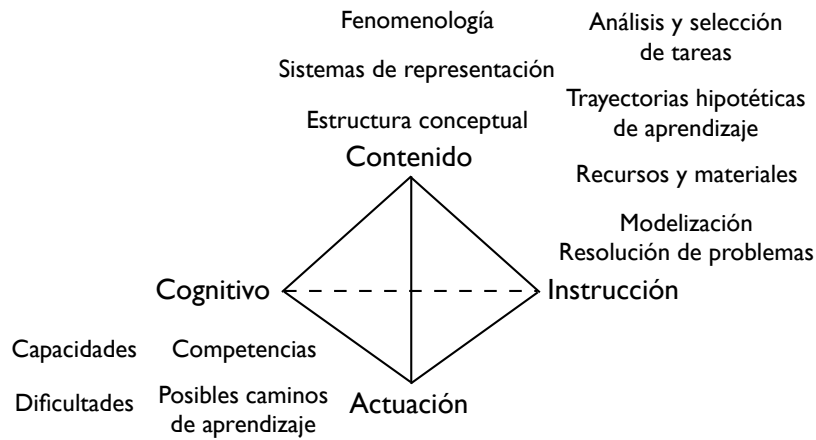 Fenomenología
Análisis y selección
de tareas
Sistemas de representación
Trayectorias hipotéticas
de aprendizaje
Estructura conceptual
Contenido
Recursos y materiales
Modelización
Resolución de problemas
Cognitivo
Instrucción
Capacidades
Competencias
Dificultades
Posibles caminos
de aprendizaje
Actuación